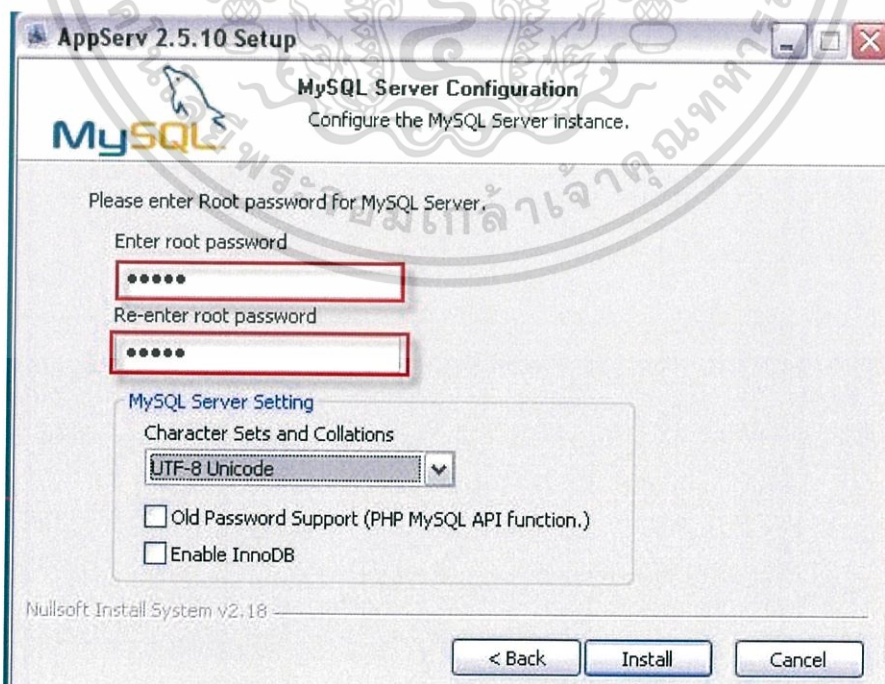 AppServ 2.5.10 Setup
MySQL
MySQL Server Configuration
Configure the MySQL Server instance.
Please enter Root password for MySQL Server.
Enter root password
•••••
Re-enter root password
•••••
MySQL Server Setting
Character Sets and Collations
UTF-8 Unicode
Old Password Support (PHP MySQL API function.)
Enable InnoDB
Nullsoft Install System v2.18
< Back
Install
Cancel